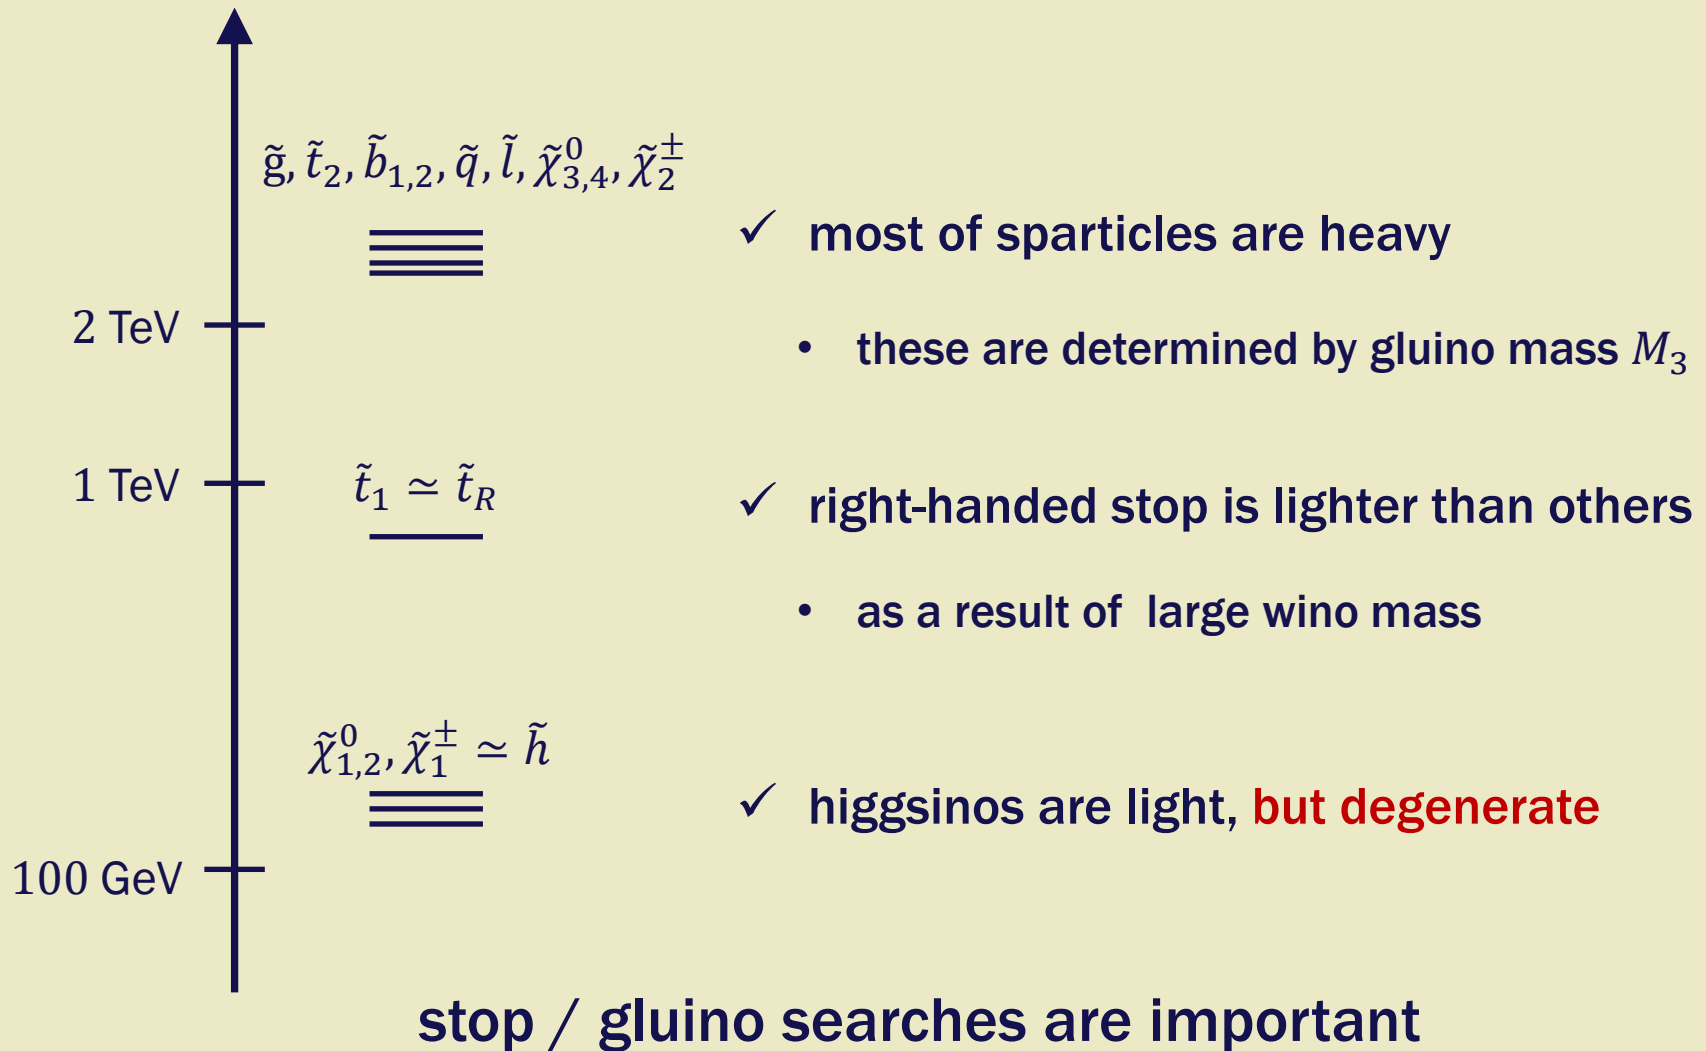 g̃, t̃₂, b̃₁,₂, q̃, l̃, χ̃⁰₃,₄, χ̃±₂
✓ most of sparticles are heavy
2 TeV
• these are determined by gluino mass M₃
1 TeV
t̃₁ ≃ t̃_R
✓ right-handed stop is lighter than others
• as a result of large wino mass
χ̃⁰₁,₂, χ̃±₁ ≃ h̃
✓ higgsinos are light, but degenerate
100 GeV
stop / gluino searches are important